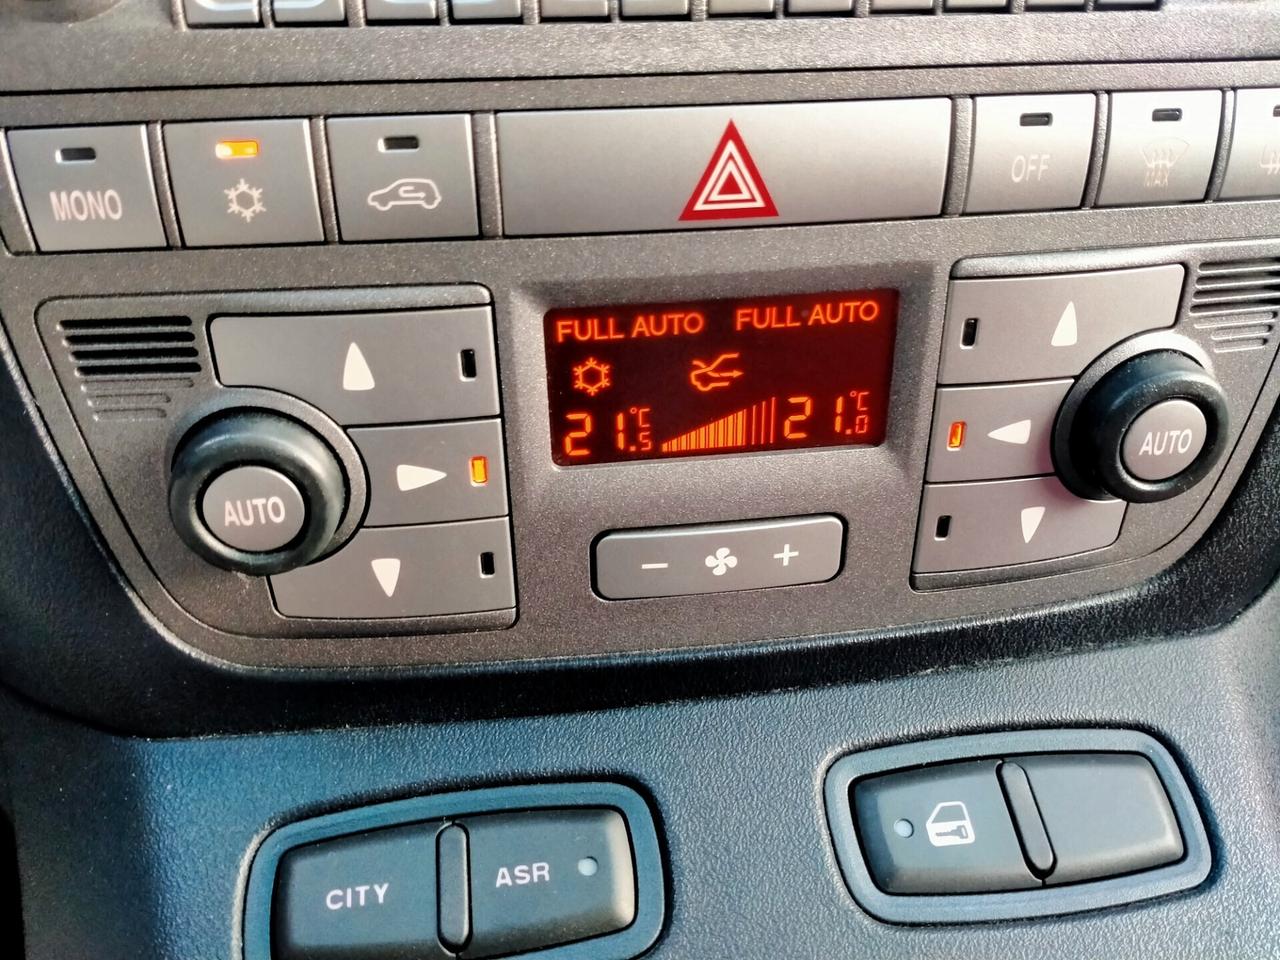 MONO
OFF
MAX
FULL AUTO FULL AUTO
21.5°C 21.0°C
AUTO
AUTO
− +
CITY
ASR